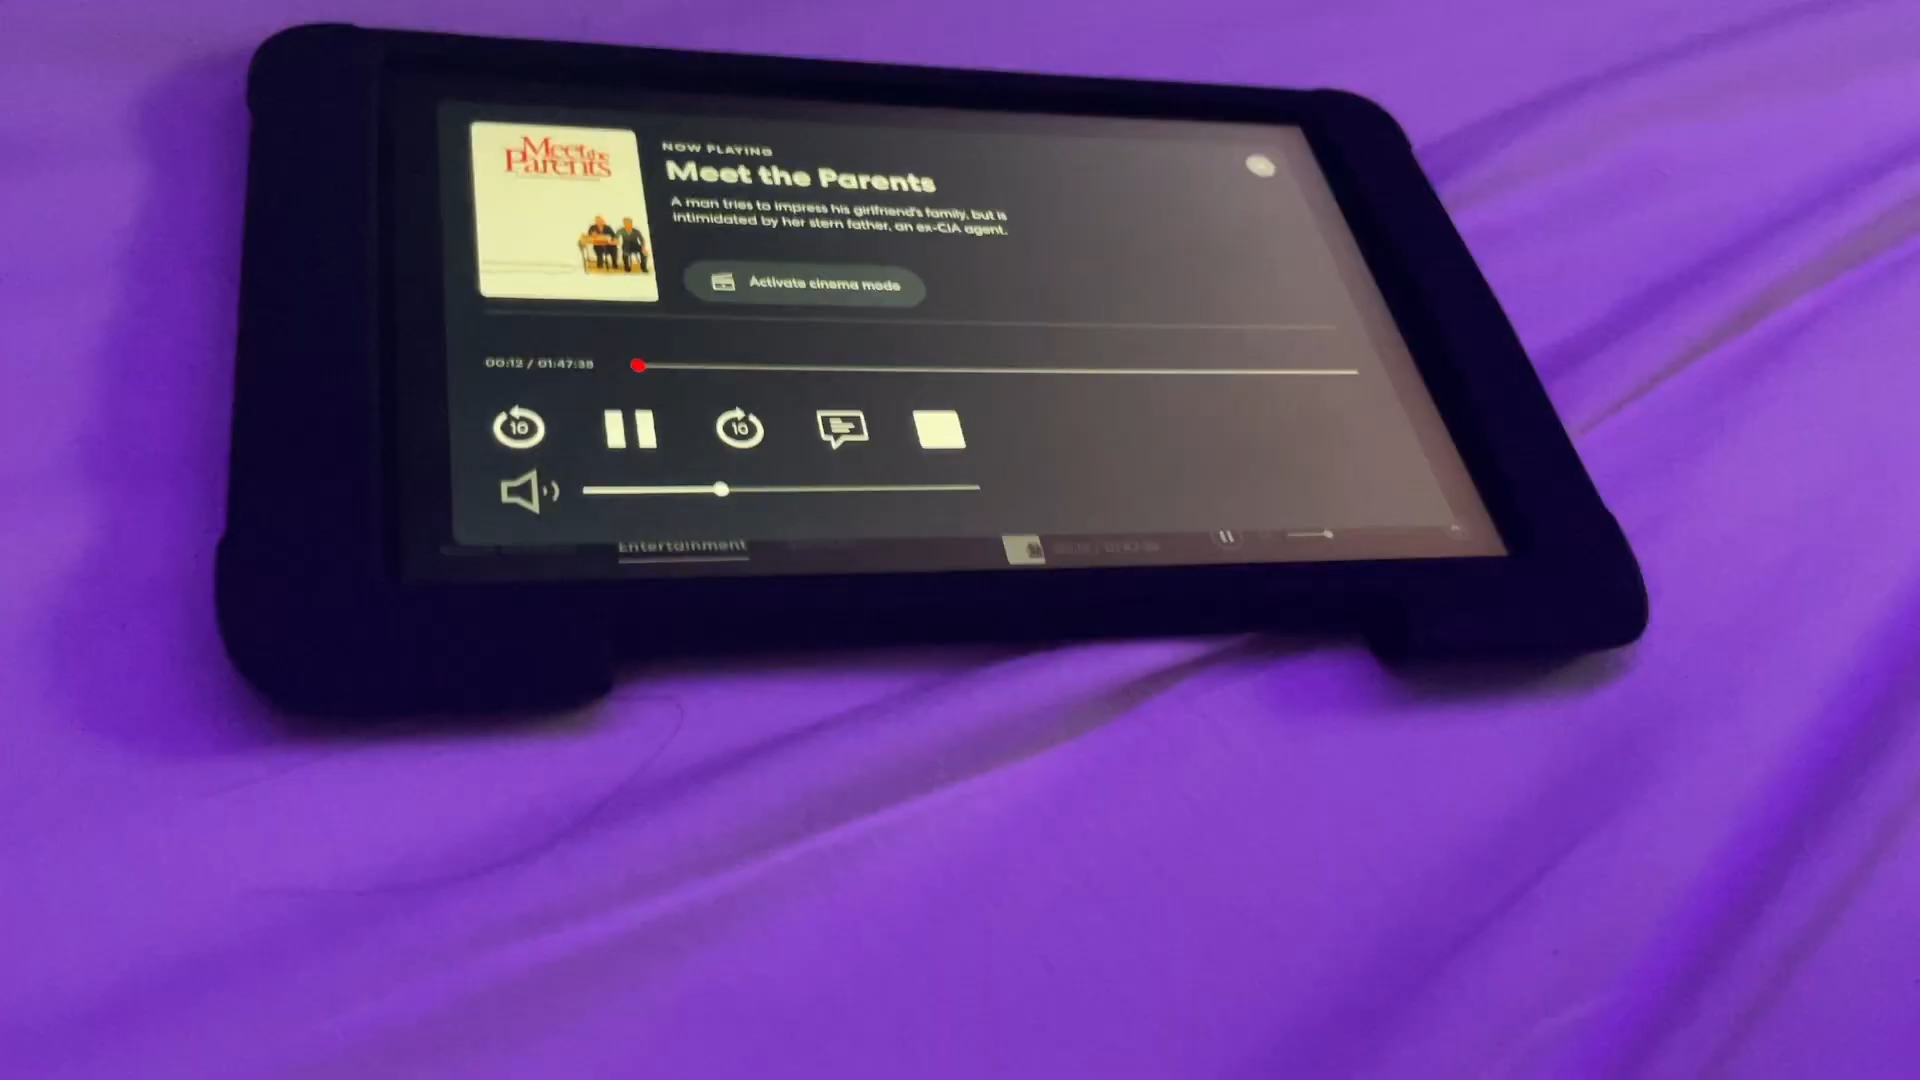 Meet the
Parents
NOW PLAYING
Meet the Parents
A man tries to impress his girlfriend's family, but is
intimidated by her stern father, an ex-CIA agent.
Activate cinema mode
00:12 / 01:47:38
10
10
Entertainment